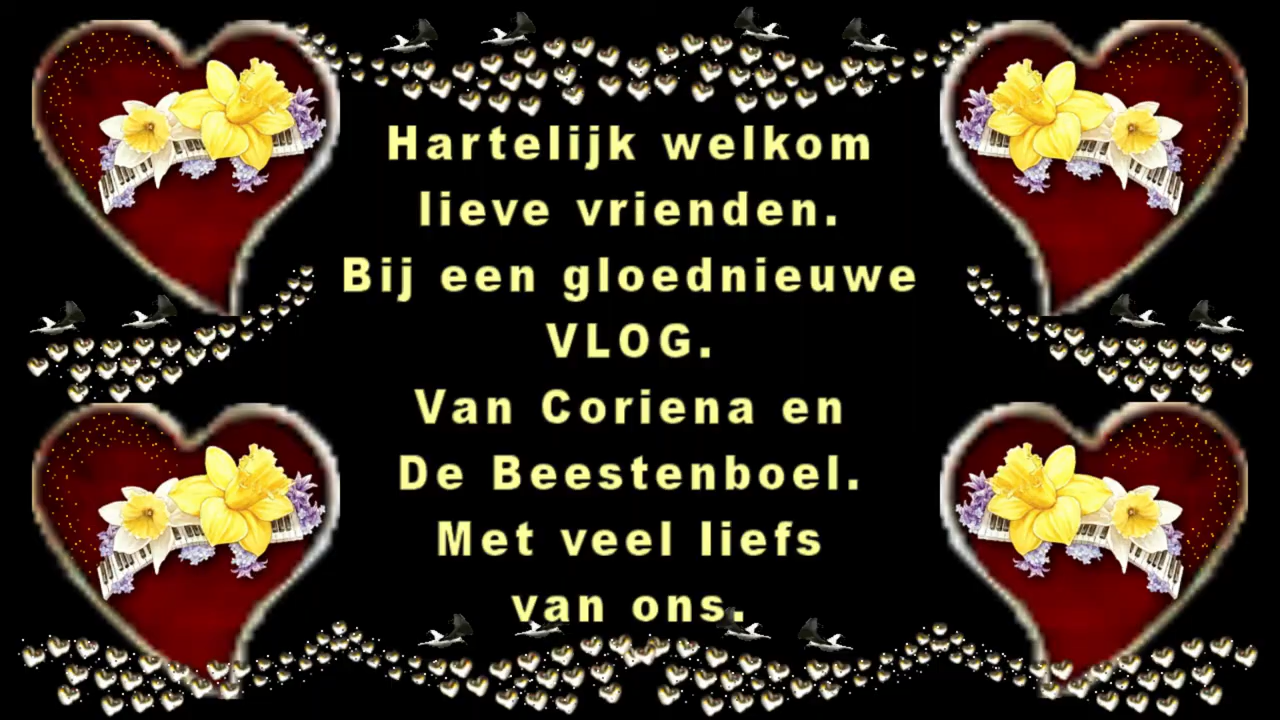 Hartelijk welkom
lieve vrienden.
Bij een gloednieuwe
VLOG.
Van Coriena en
De Beestenboel.
Met veel liefs
van ons.